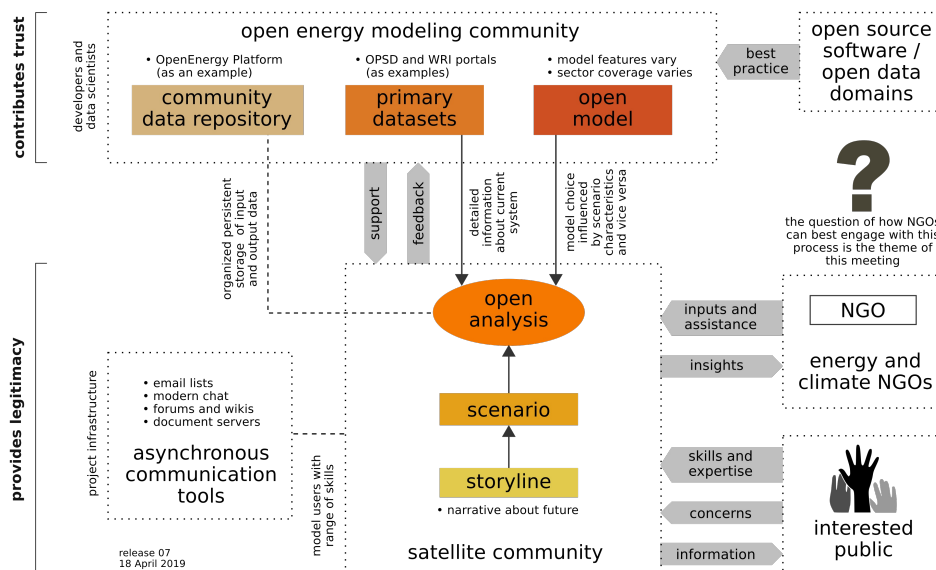 contributes trust
developers and
data scientists
open energy modeling community
• OpenEnergy Platform
(as an example)
community
data repository
• OPSD and WRI portals
(as examples)
primary
datasets
• model features vary
• sector coverage varies
open
model
best
practice
open source
software /
open data
domains
?
the question of how NGOs
can best engage with this
process is the theme of
this meeting
organized persistent
storage of input
and output data
support
feedback
detailed
information
about current
system
model choice
influenced
by scenario
characteristics
and vice versa
provides legitimacy
open
analysis
scenario
storyline
• narrative about future
satellite community
inputs and
assistance
insights
NGO
energy and
climate NGOs
project infrastructure
• email lists
• modern chat
• forums and wikis
• document servers
asynchronous
communication
tools
model users with
range of skills
skills and
expertise
concerns
information
interested
public
release 07
18 April 2019